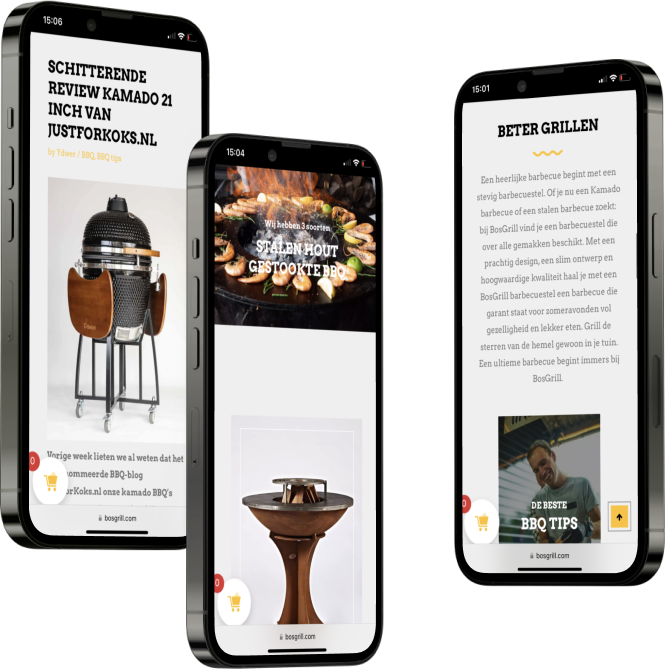 15:06
SCHITTERENDE
REVIEW KAMADO 21
INCH VAN
JUSTFORKOKS.NL
by Ydwer / BBQ, BBQ tips
Vorige week lieten we al weten dat het
ommeerde BBQ-blog
orKoks.nl onze kamado BBQ's
0
bosgrill.com
15:04
Wij hebben 3 soorten
STALEN HOUT
GESTOOKTE BBQ
0
bosgrill.com
15:01
BETER GRILLEN
Een heerlijke barbecue begint met een
stevig barbecuestel. Of je nu een Kamado
barbecue of een stalen barbecue zoekt:
bij BosGrill vind je een barbecuestel die
over alle gemakken beschikt. Met een
prachtig design, een slim ontwerp en
hoogwaardige kwaliteit haal je met een
BosGrill barbecuestel een barbecue die
garant staat voor zomeravonden vol
gezelligheid en lekker eten. Grill de
sterren van de hemel gewoon in je tuin.
Een ultieme barbecue begint immers bij
BosGrill.
DE BESTE
BBQ TIPS
0
bosgrill.com